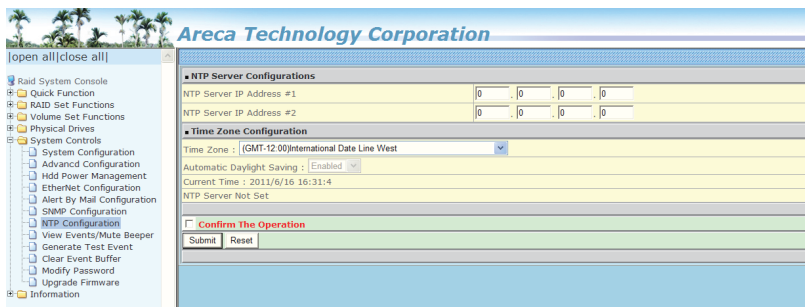 Areca Technology Corporation
|open all|close all|
Raid System Console
Quick Function
RAID Set Functions
Volume Set Functions
Physical Drives
System Controls
System Configuration
Advancd Configuration
Hdd Power Management
EtherNet Configuration
Alert By Mail Configuration
SNMP Configuration
NTP Configuration
View Events/Mute Beeper
Generate Test Event
Clear Event Buffer
Modify Password
Upgrade Firmware
Information
NTP Server Configurations
NTP Server IP Address #1 0 . 0 . 0 . 0
NTP Server IP Address #2 0 . 0 . 0 . 0
Time Zone Configuration
Time Zone : (GMT-12:00)International Date Line West
Automatic Daylight Saving : Enabled
Current Time : 2011/6/16 16:31:4
NTP Server Not Set
Confirm The Operation
Submit Reset